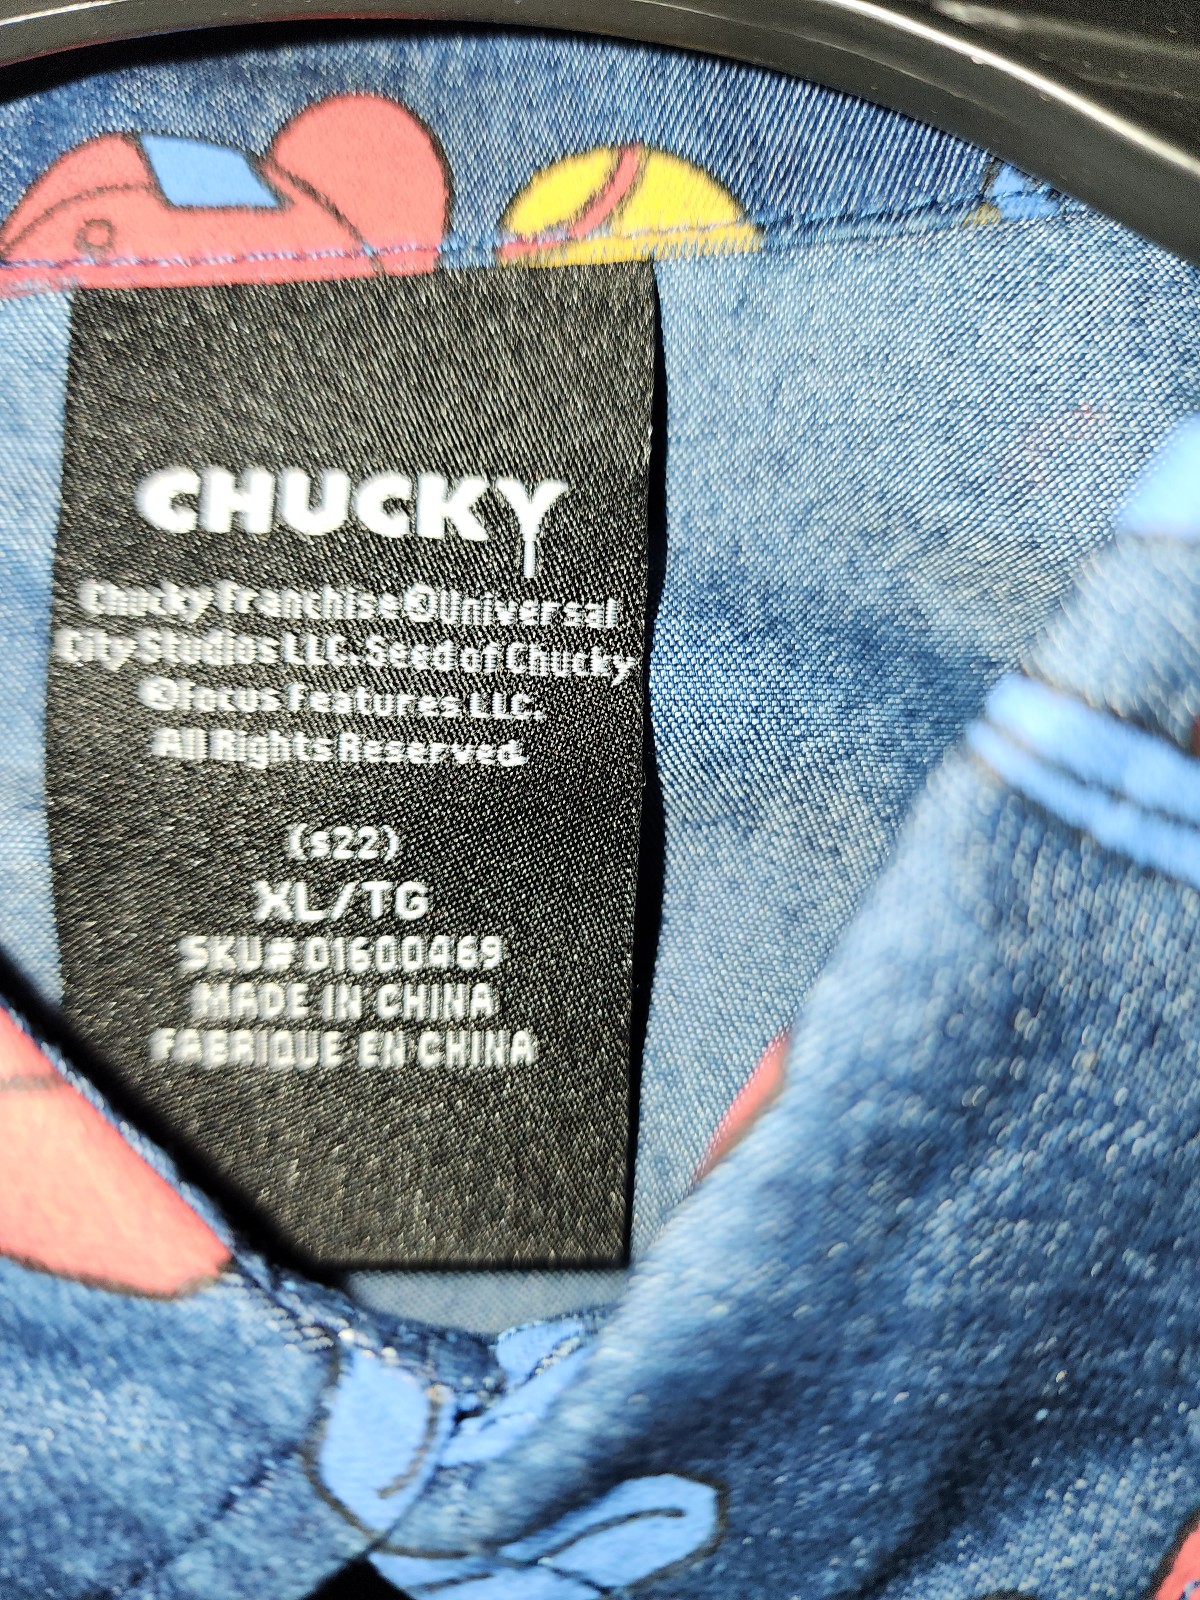 CHUCKY
Chucky franchise ©Universal
City Studios LLC. Seed of Chucky
©Focus Features LLC.
All Rights Reserved.
(s22)
XL/TG
SKU# 01600469
MADE IN CHINA
FABRIQUE EN CHINA